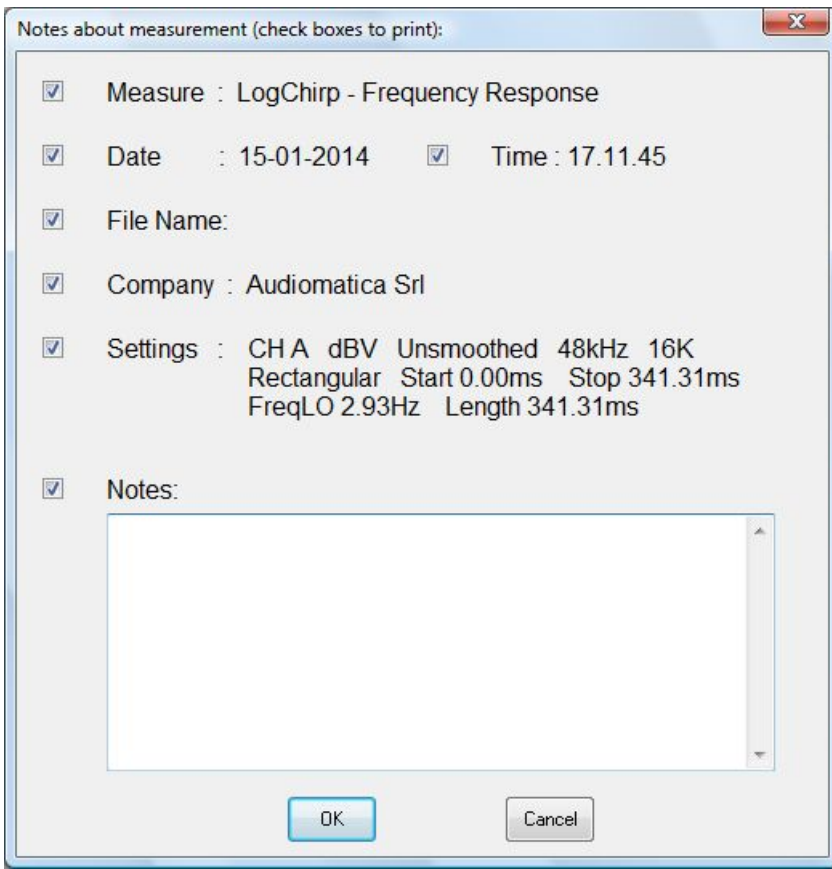 Notes about measurement (check boxes to print):
Measure : LogChirp - Frequency Response
Date : 15-01-2014 Time : 17.11.45
File Name:
Company : Audiomatica Srl
Settings : CH A dBV Unsmoothed 48kHz 16K
Rectangular Start 0.00ms Stop 341.31ms
FreqLO 2.93Hz Length 341.31ms
Notes:
OK Cancel